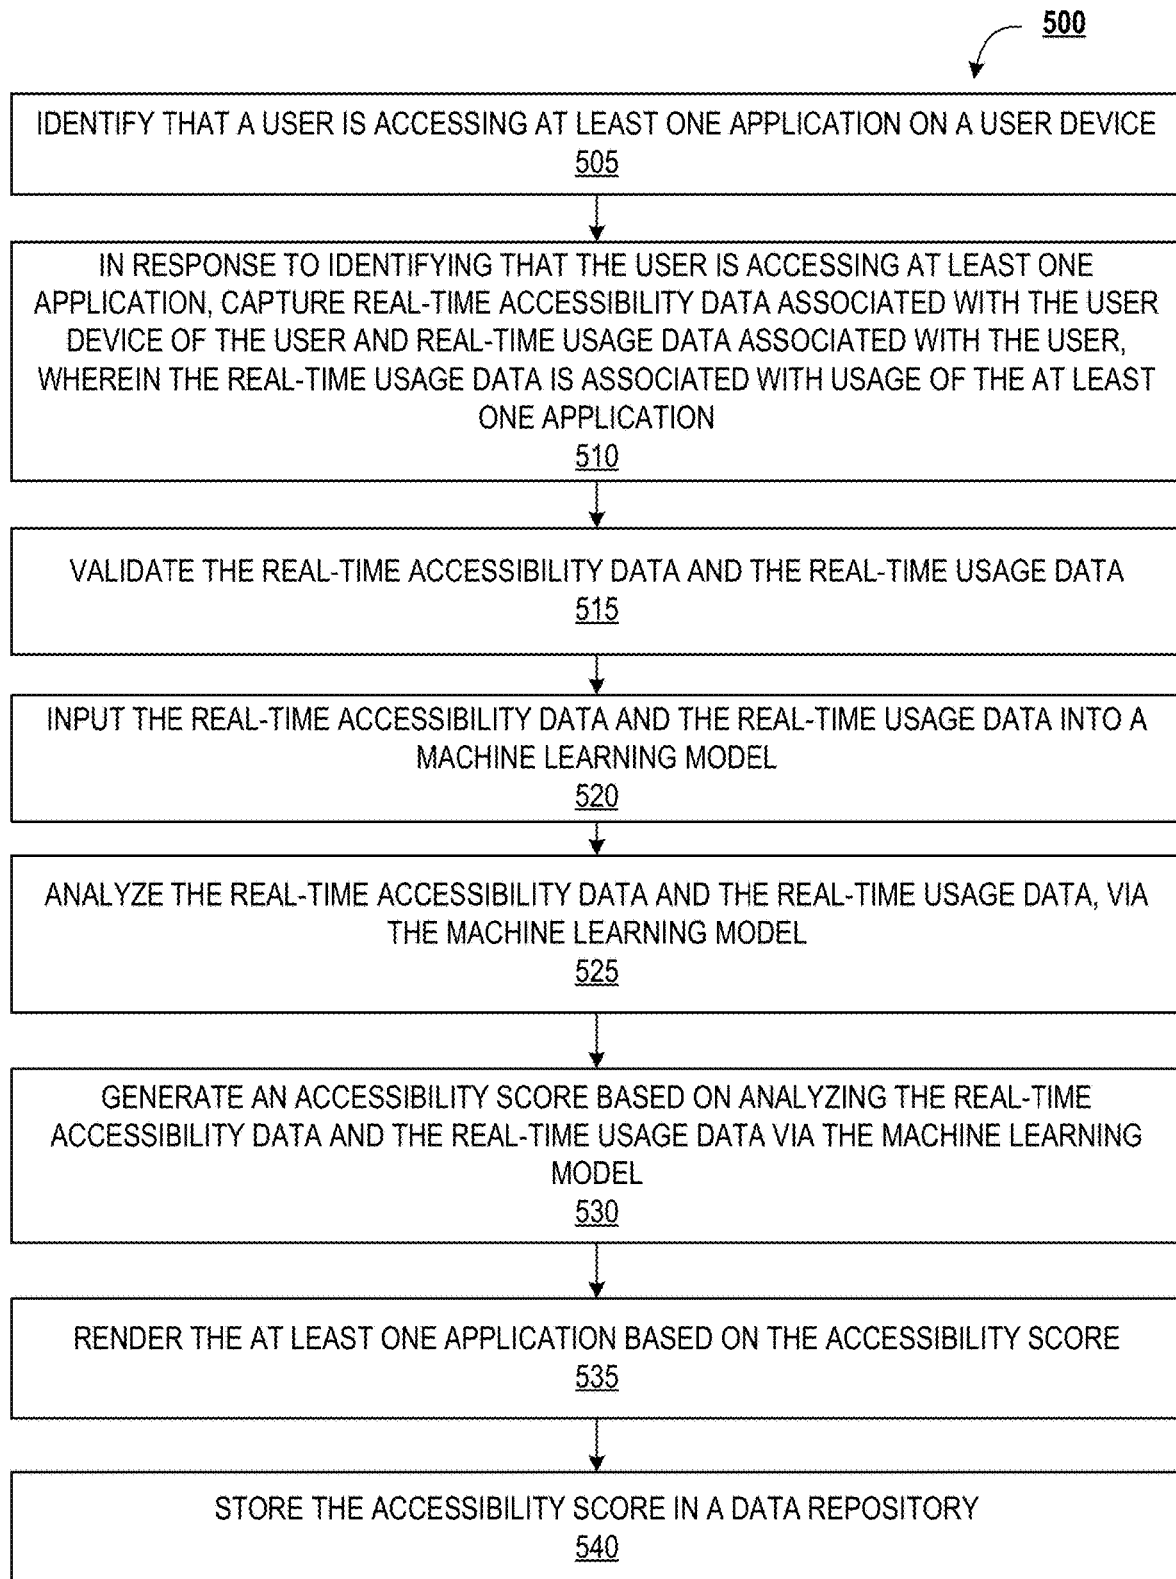 500
IDENTIFY THAT A USER IS ACCESSING AT LEAST ONE APPLICATION ON A USER DEVICE
505
IN RESPONSE TO IDENTIFYING THAT THE USER IS ACCESSING AT LEAST ONE
APPLICATION, CAPTURE REAL-TIME ACCESSIBILITY DATA ASSOCIATED WITH THE USER
DEVICE OF THE USER AND REAL-TIME USAGE DATA ASSOCIATED WITH THE USER,
WHEREIN THE REAL-TIME USAGE DATA IS ASSOCIATED WITH USAGE OF THE AT LEAST
ONE APPLICATION
510
VALIDATE THE REAL-TIME ACCESSIBILITY DATA AND THE REAL-TIME USAGE DATA
515
INPUT THE REAL-TIME ACCESSIBILITY DATA AND THE REAL-TIME USAGE DATA INTO A
MACHINE LEARNING MODEL
520
ANALYZE THE REAL-TIME ACCESSIBILITY DATA AND THE REAL-TIME USAGE DATA, VIA
THE MACHINE LEARNING MODEL
525
GENERATE AN ACCESSIBILITY SCORE BASED ON ANALYZING THE REAL-TIME
ACCESSIBILITY DATA AND THE REAL-TIME USAGE DATA VIA THE MACHINE LEARNING
MODEL
530
RENDER THE AT LEAST ONE APPLICATION BASED ON THE ACCESSIBILITY SCORE
535
STORE THE ACCESSIBILITY SCORE IN A DATA REPOSITORY
540